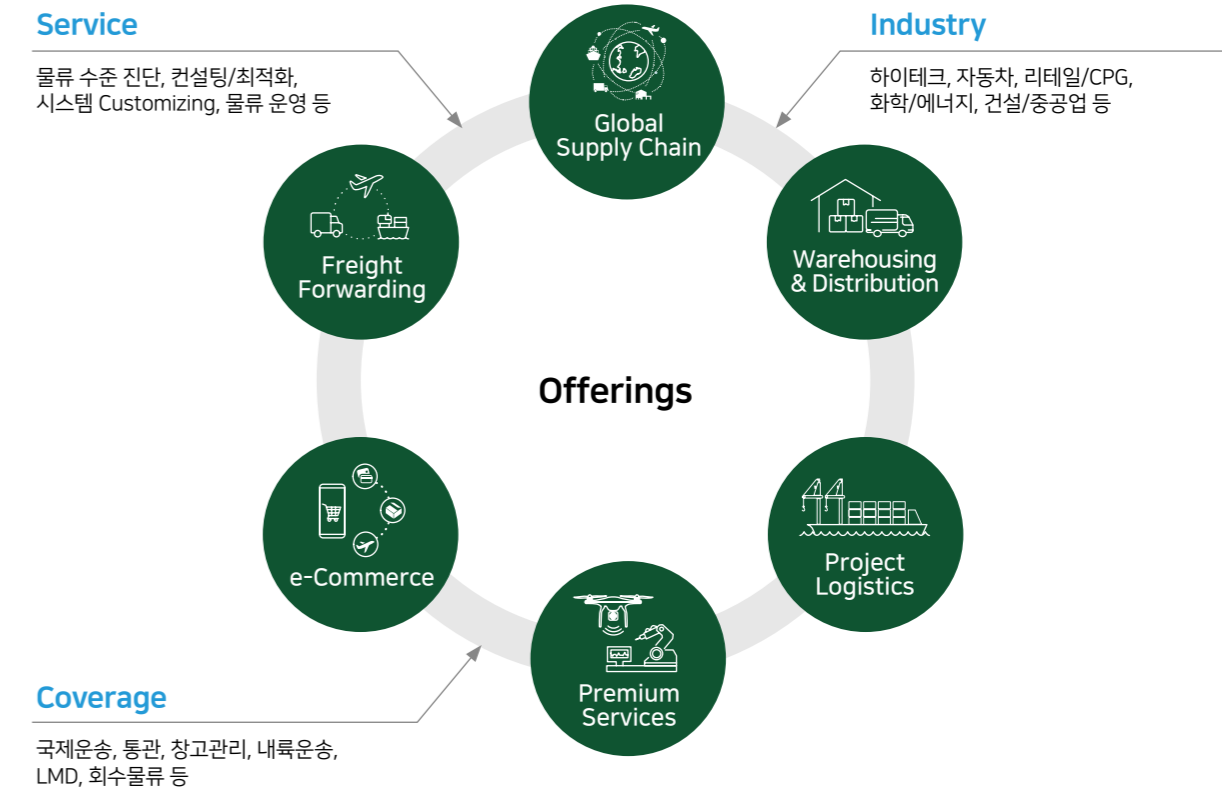 Service
물류 수준 진단, 컨설팅/최적화,
시스템 Customizing, 물류 운영 등
Industry
하이테크, 자동차, 리테일/CPG,
화학/에너지, 건설/중공업 등
Global
Supply Chain
Freight
Forwarding
Warehousing
& Distribution
Offerings
e-Commerce
Project
Logistics
Premium
Services
Coverage
국제운송, 통관, 창고관리, 내륙운송,
LMD, 회수물류 등